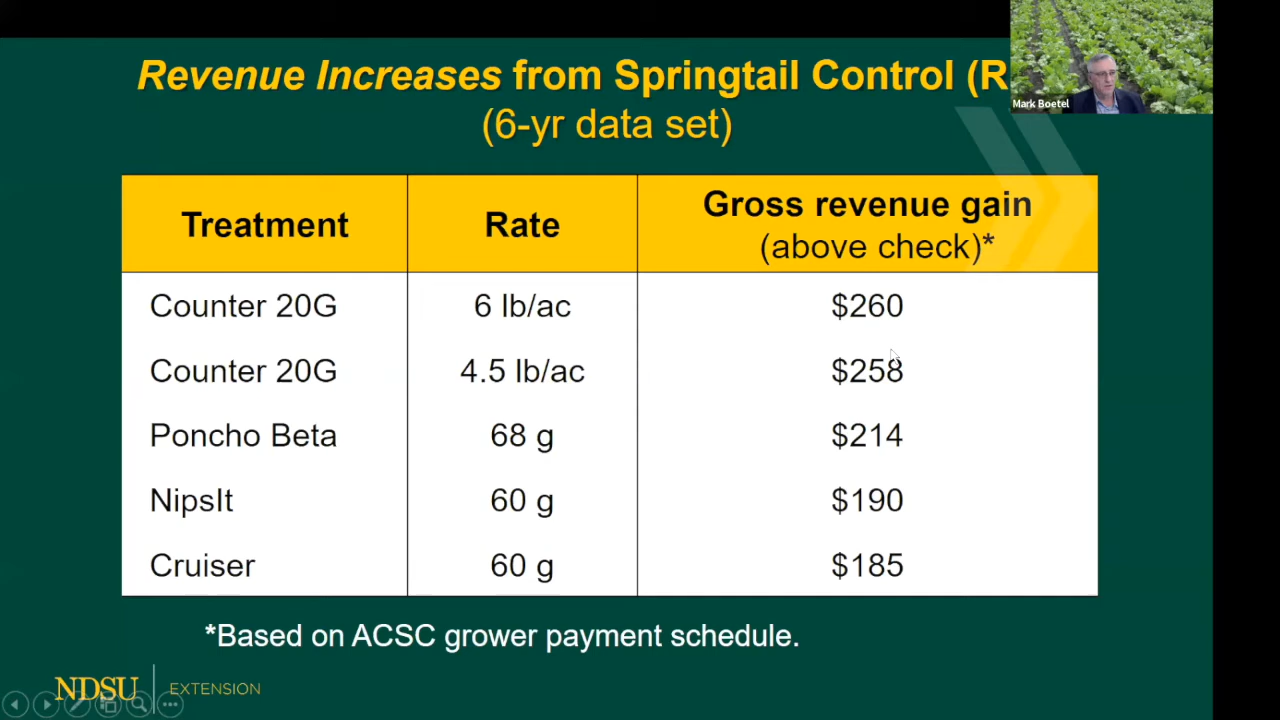 Revenue Increases from Springtail Control (R
(6-yr data set)
Mark Boetel
Treatment Rate Gross revenue gain
(above check)*
Counter 20G 6 lb/ac $260
Counter 20G 4.5 lb/ac $258
Poncho Beta 68 g $214
NipsIt 60 g $190
Cruiser 60 g $185
*Based on ACSC grower payment schedule.
NDSU EXTENSION